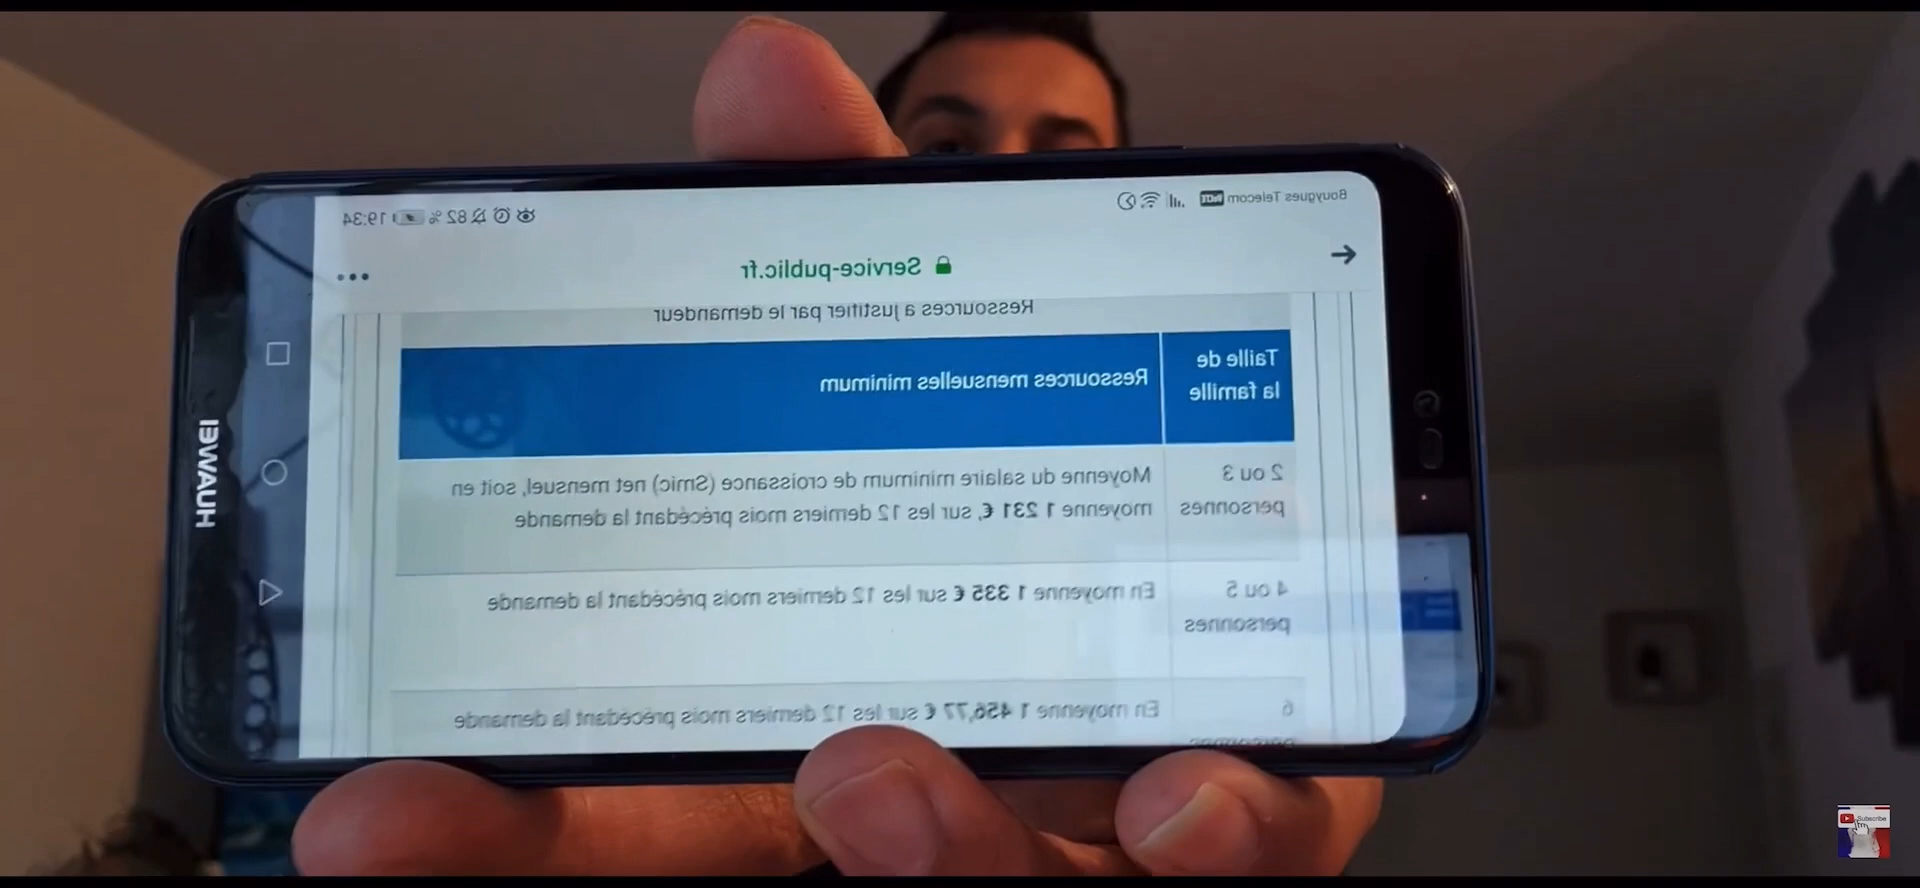 Bouygues Telecom
82 % 19:34
Service-public.fr
Ressources à justifier par le demandeur
Taille de
la famille
Ressources mensuelles minimum
2 ou 3
personnes
Moyenne du salaire minimum de croissance (Smic) net mensuel, soit en
moyenne 1 231 €, sur les 12 derniers mois précédant la demande
4 ou 5
personnes
En moyenne 1 335 € sur les 12 derniers mois précédant la demande
6
personnes
En moyenne 1 456,77 € sur les 12 derniers mois précédant la demande
HUAWEI
Subscribe